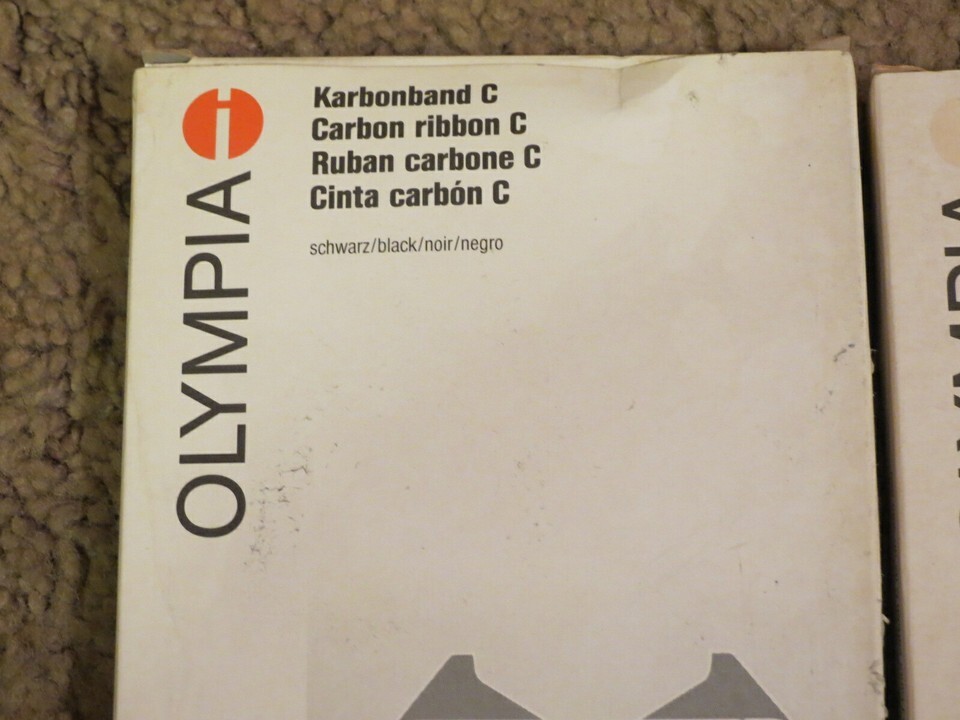 OLYMPIA
Karbonband C
Carbon ribbon C
Ruban carbone C
Cinta carbón C
schwarz/black/noir/negro